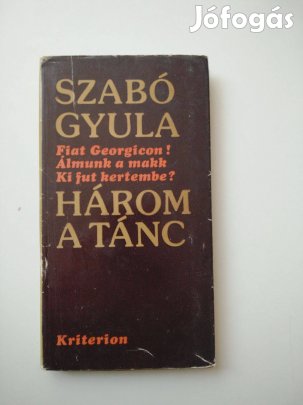 Jófogás
SZABÓ
GYULA
Fiat Georgicon!
Álmunk a makk
Ki fut kertembe?
HÁROM
A TÁNC
Kriterion